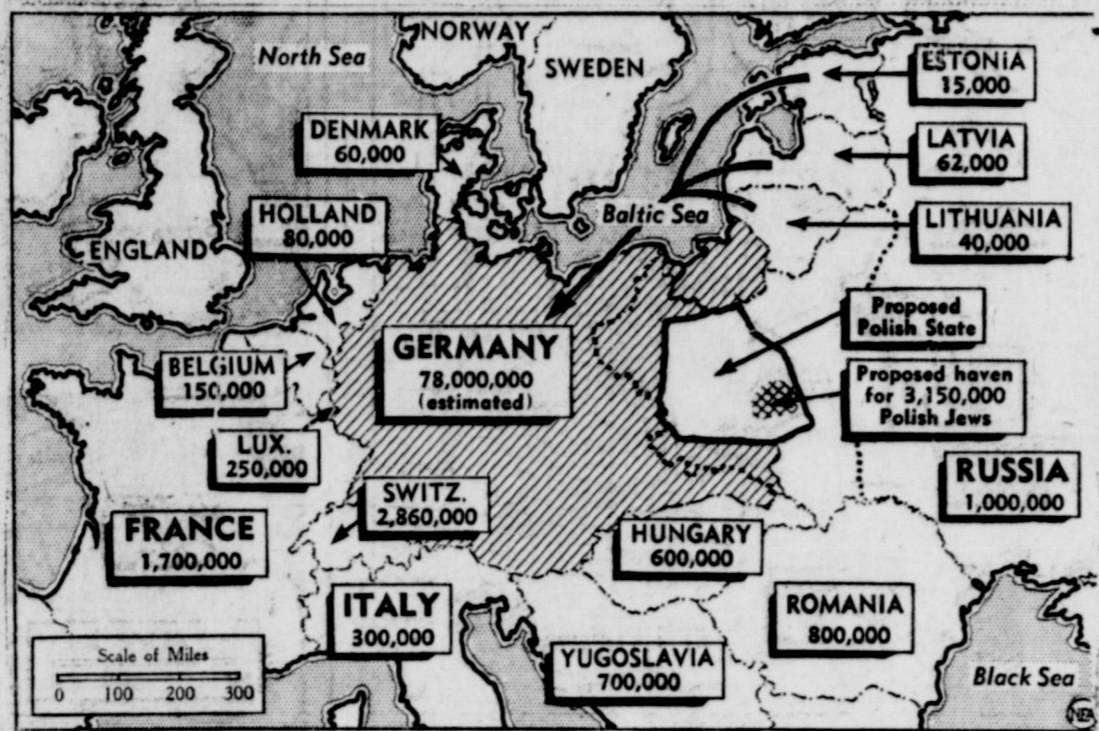 North Sea
NORWAY
SWEDEN
ESTONIA
15,000
DENMARK
60,000
LATVIA
62,000
HOLLAND
80,000
Baltic Sea
LITHUANIA
40,000
ENGLAND
Proposed
Polish State
GERMANY
78,000,000
(estimated)
BELGIUM
150,000
Proposed haven
for 3,150,000
Polish Jews
LUX.
250,000
RUSSIA
1,000,000
SWITZ.
2,860,000
FRANCE
1,700,000
HUNGARY
600,000
ITALY
300,000
ROMANIA
800,000
Scale of Miles
0 100 200 300
YUGOSLAVIA
700,000
Black Sea
NEA